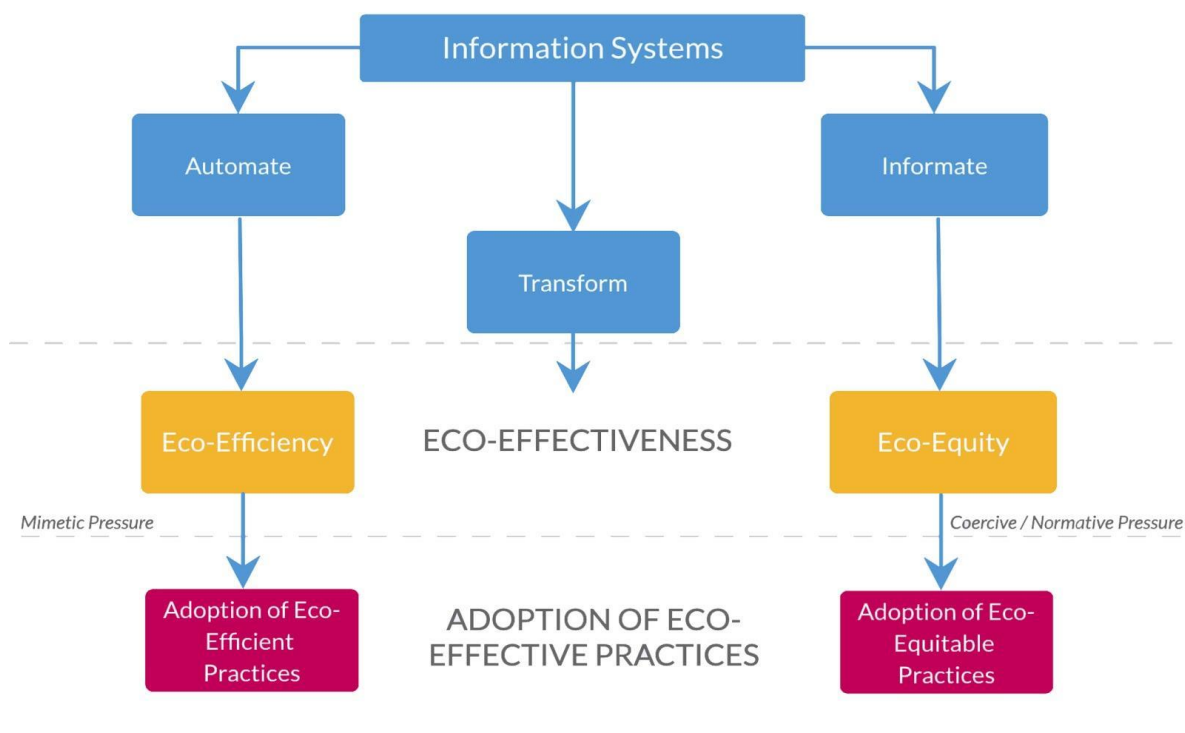 Information Systems
Automate
Informate
Transform
Eco-Efficiency
ECO-EFFECTIVENESS
Eco-Equity
Mimetic Pressure
Coercive / Normative Pressure
Adoption of Eco-
Efficient
Practices
ADOPTION OF ECO-
EFFECTIVE PRACTICES
Adoption of Eco-
Equitable
Practices